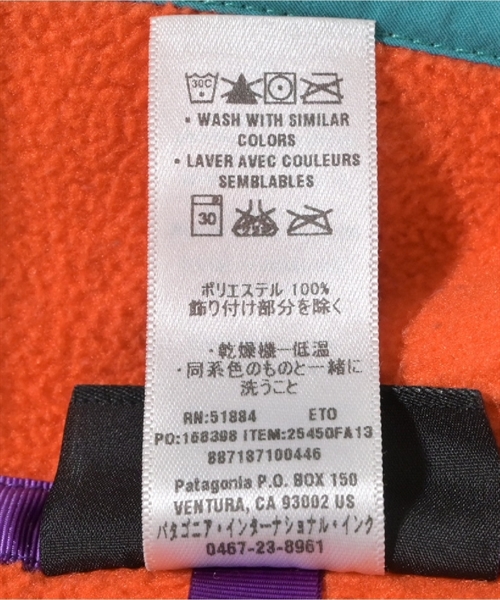 30C
• WASH WITH SIMILAR
COLORS
• LAVER AVEC COULEURS
SEMBLABLES
30
ポリエステル 100%
飾り付け部分を除く
・乾燥機−低温
・同系色のものと一緒に
洗うこと
RN:51884 ETO
PO:168398 ITEM:25450FA13
887187100446
Patagonia P.O. BOX 150
VENTURA, CA 93002 US
パタゴニア・インターナショナル・インク
0467-23-8961